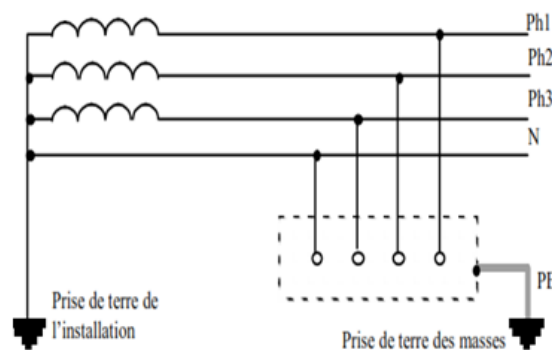 Ph1
Ph2
Ph3
N
PE
Prise de terre de
l'installation
Prise de terre des masses